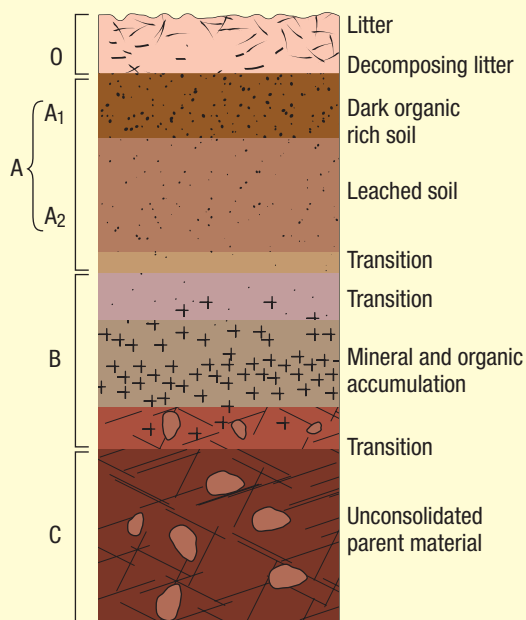 Litter
O
Decomposing litter
A1
Dark organic
rich soil
A
Leached soil
A2
Transition
Transition
B
Mineral and organic
accumulation
Transition
C
Unconsolidated
parent material